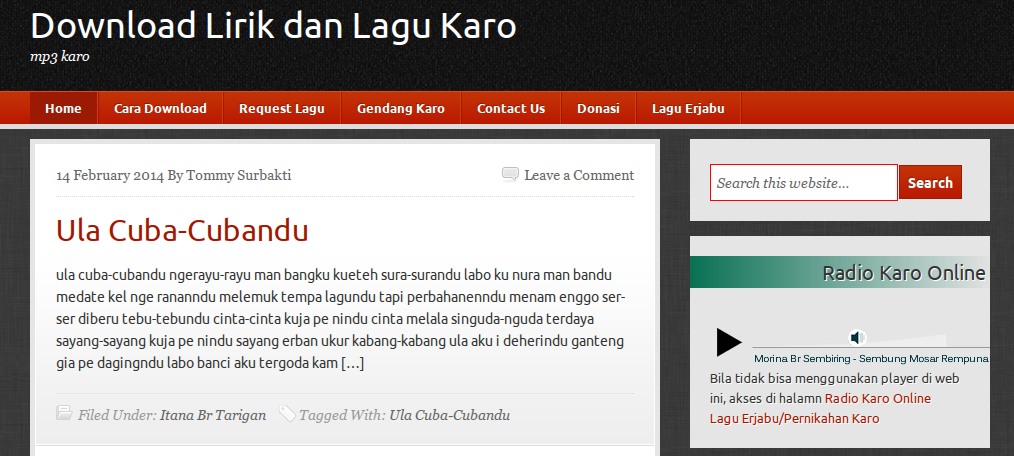 Download Lirik dan Lagu Karo
mp3 karo
Home Cara Download Request Lagu Gendang Karo Contact Us Donasi Lagu Erjabu
14 February 2014 By Tommy Surbakti Leave a Comment
Ula Cuba-Cubandu
ula cuba-cubandu ngerayu-rayu man bangku kueteh sura-surandu labo ku nura man bandu
medate kel nge rananndu melemuk tempa lagundu tapi perbahanenndu menam enggo ser-
ser diberu tebu-tebundu cinta-cinta kuja pe nindu cinta melala singuda-nguda terdaya
sayang-sayang kuja pe nindu sayang erban ukur kabang-kabang ula aku i deherindu ganteng
gia pe dagingndu labo banci aku tergoda kam [...]
Filed Under: Itana Br Tarigan Tagged With: Ula Cuba-Cubandu
Search this website... Search
Radio Karo Online
Morina Br Sembiring - Sembung Mosar Rempuna
Bila tidak bisa menggunakan player di web
ini, akses di halamn Radio Karo Online
Lagu Erjabu/Pernikahan Karo